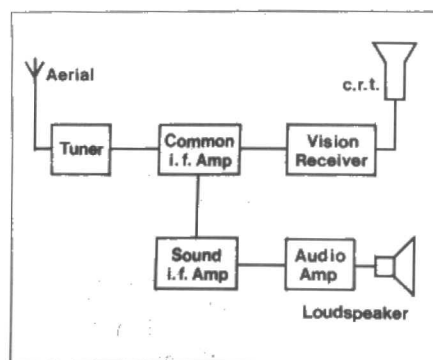 Aerial
c.r.t.
Tuner
Common
i.f. Amp
Vision
Receiver
Sound
i.f. Amp
Audio
Amp
Loudspeaker